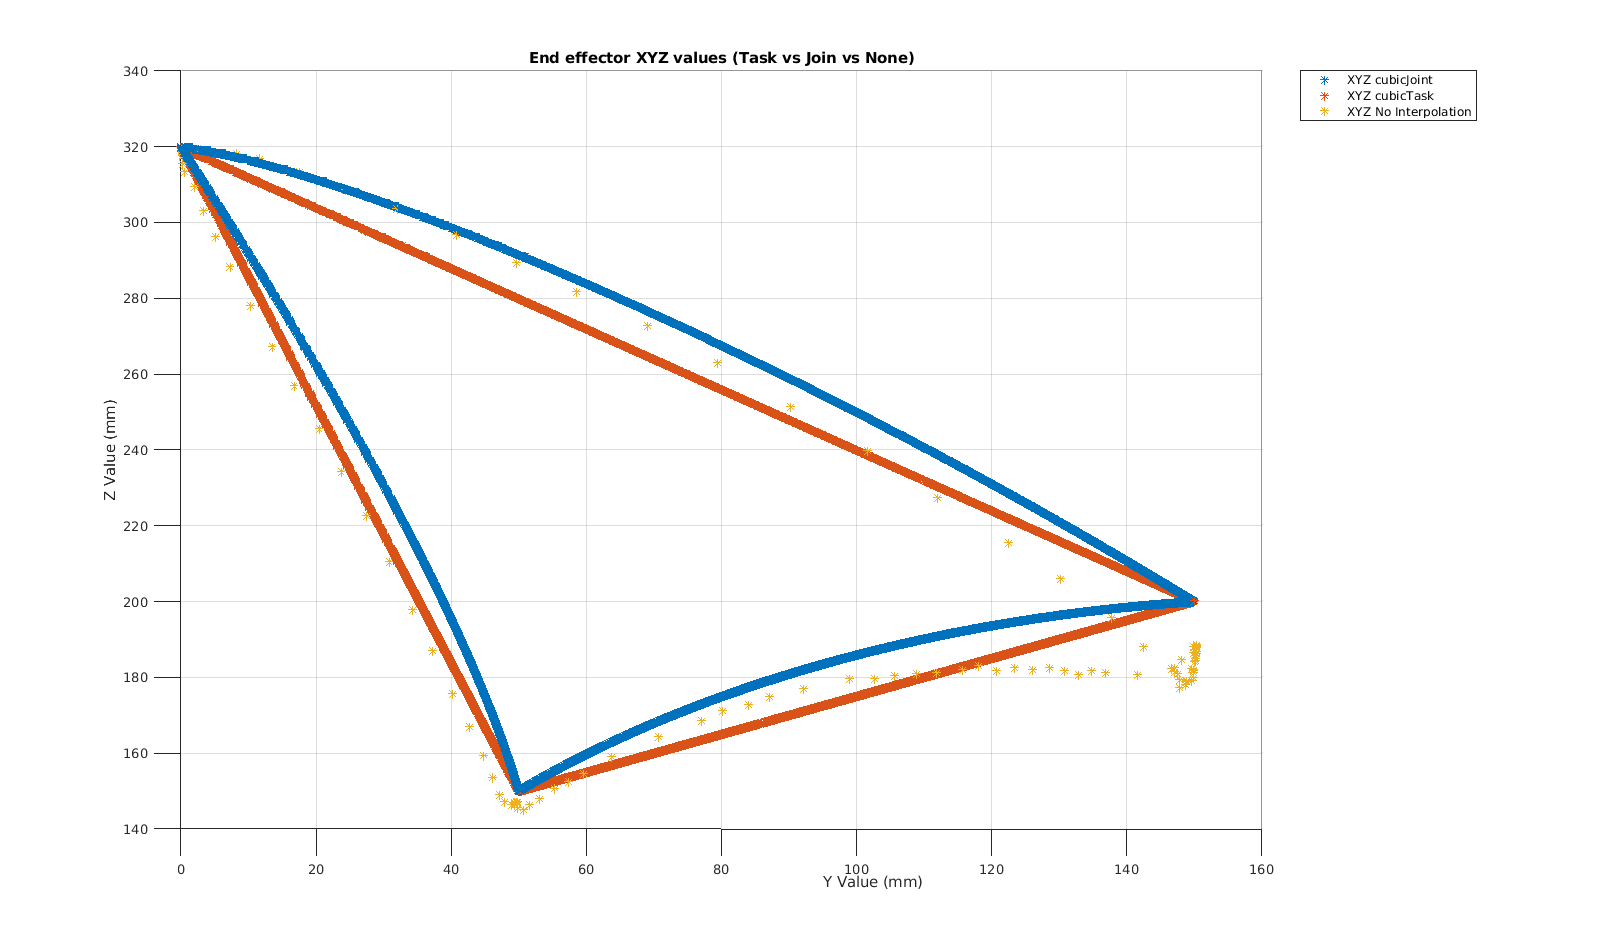 End effector XYZ values (Task vs Join vs None)
XYZ cubicJoint
XYZ cubicTask
XYZ No Interpolation
340
320
300
280
260
240
220
200
180
160
140
Z Value (mm)
0 20 40 60 80 100 120 140 160
Y Value (mm)